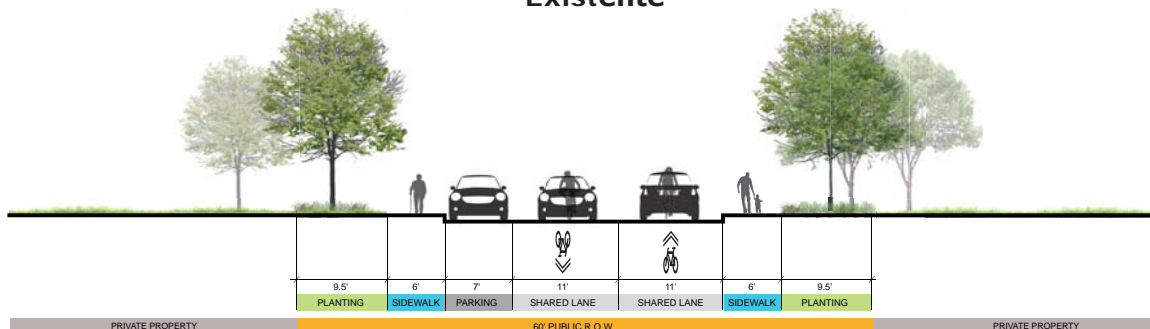 Existente
9.5' 6' 7' 11' 11' 6' 9.5'
PLANTING SIDEWALK PARKING SHARED LANE SHARED LANE SIDEWALK PLANTING
PRIVATE PROPERTY 60' PUBLIC R.O.W. PRIVATE PROPERTY